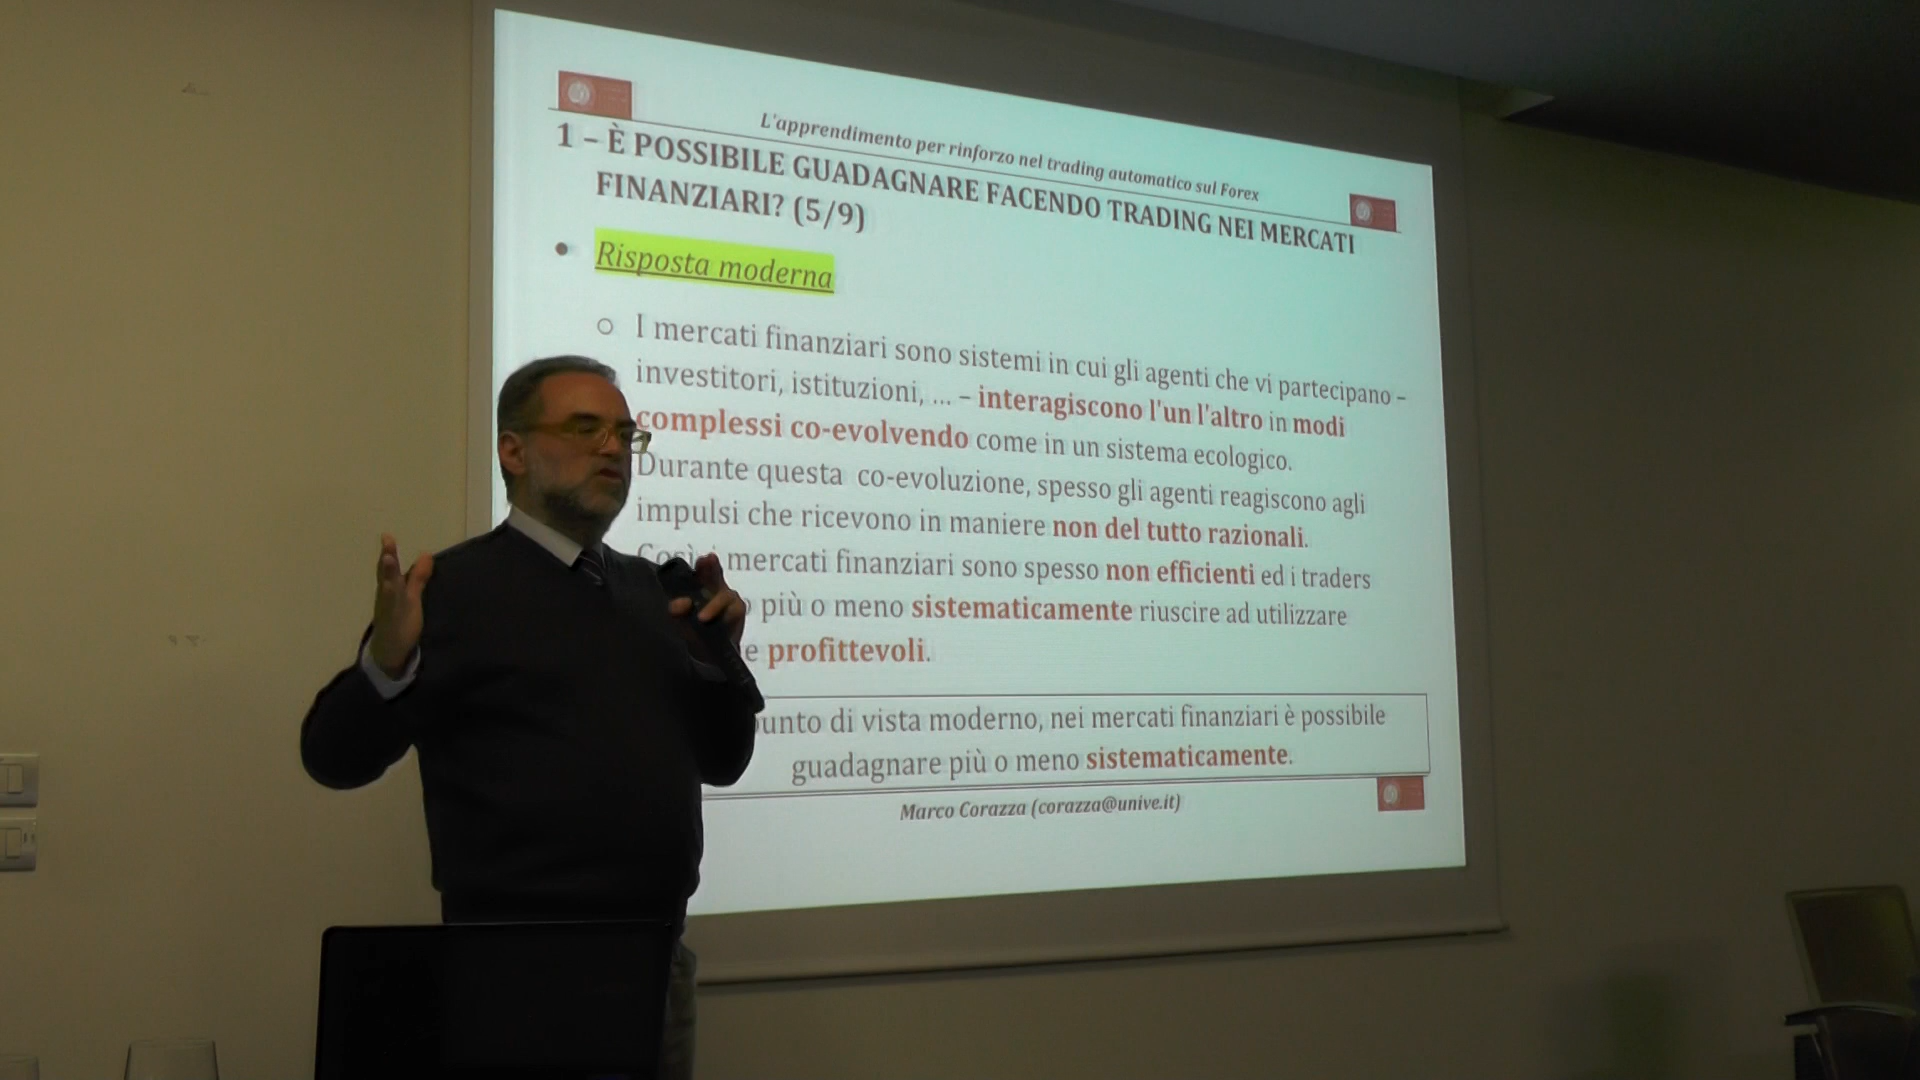 L'apprendimento per rinforzo nel trading automatico sul Forex
1 – È POSSIBILE GUADAGNARE FACENDO TRADING NEI MERCATI
FINANZIARI? (5/9)
• Risposta moderna
○ I mercati finanziari sono sistemi in cui gli agenti che vi partecipano –
investitori, istituzioni, ... – interagiscono l'un l'altro in modi
complessi co-evolvendo come in un sistema ecologico.
Durante questa co-evoluzione, spesso gli agenti reagiscono agli
impulsi che ricevono in maniere non del tutto razionali.
Così i mercati finanziari sono spesso non efficienti ed i traders
più o meno sistematicamente riuscire ad utilizzare
e profittevoli.
punto di vista moderno, nei mercati finanziari è possibile
guadagnare più o meno sistematicamente.
Marco Corazza (corazza@unive.it)